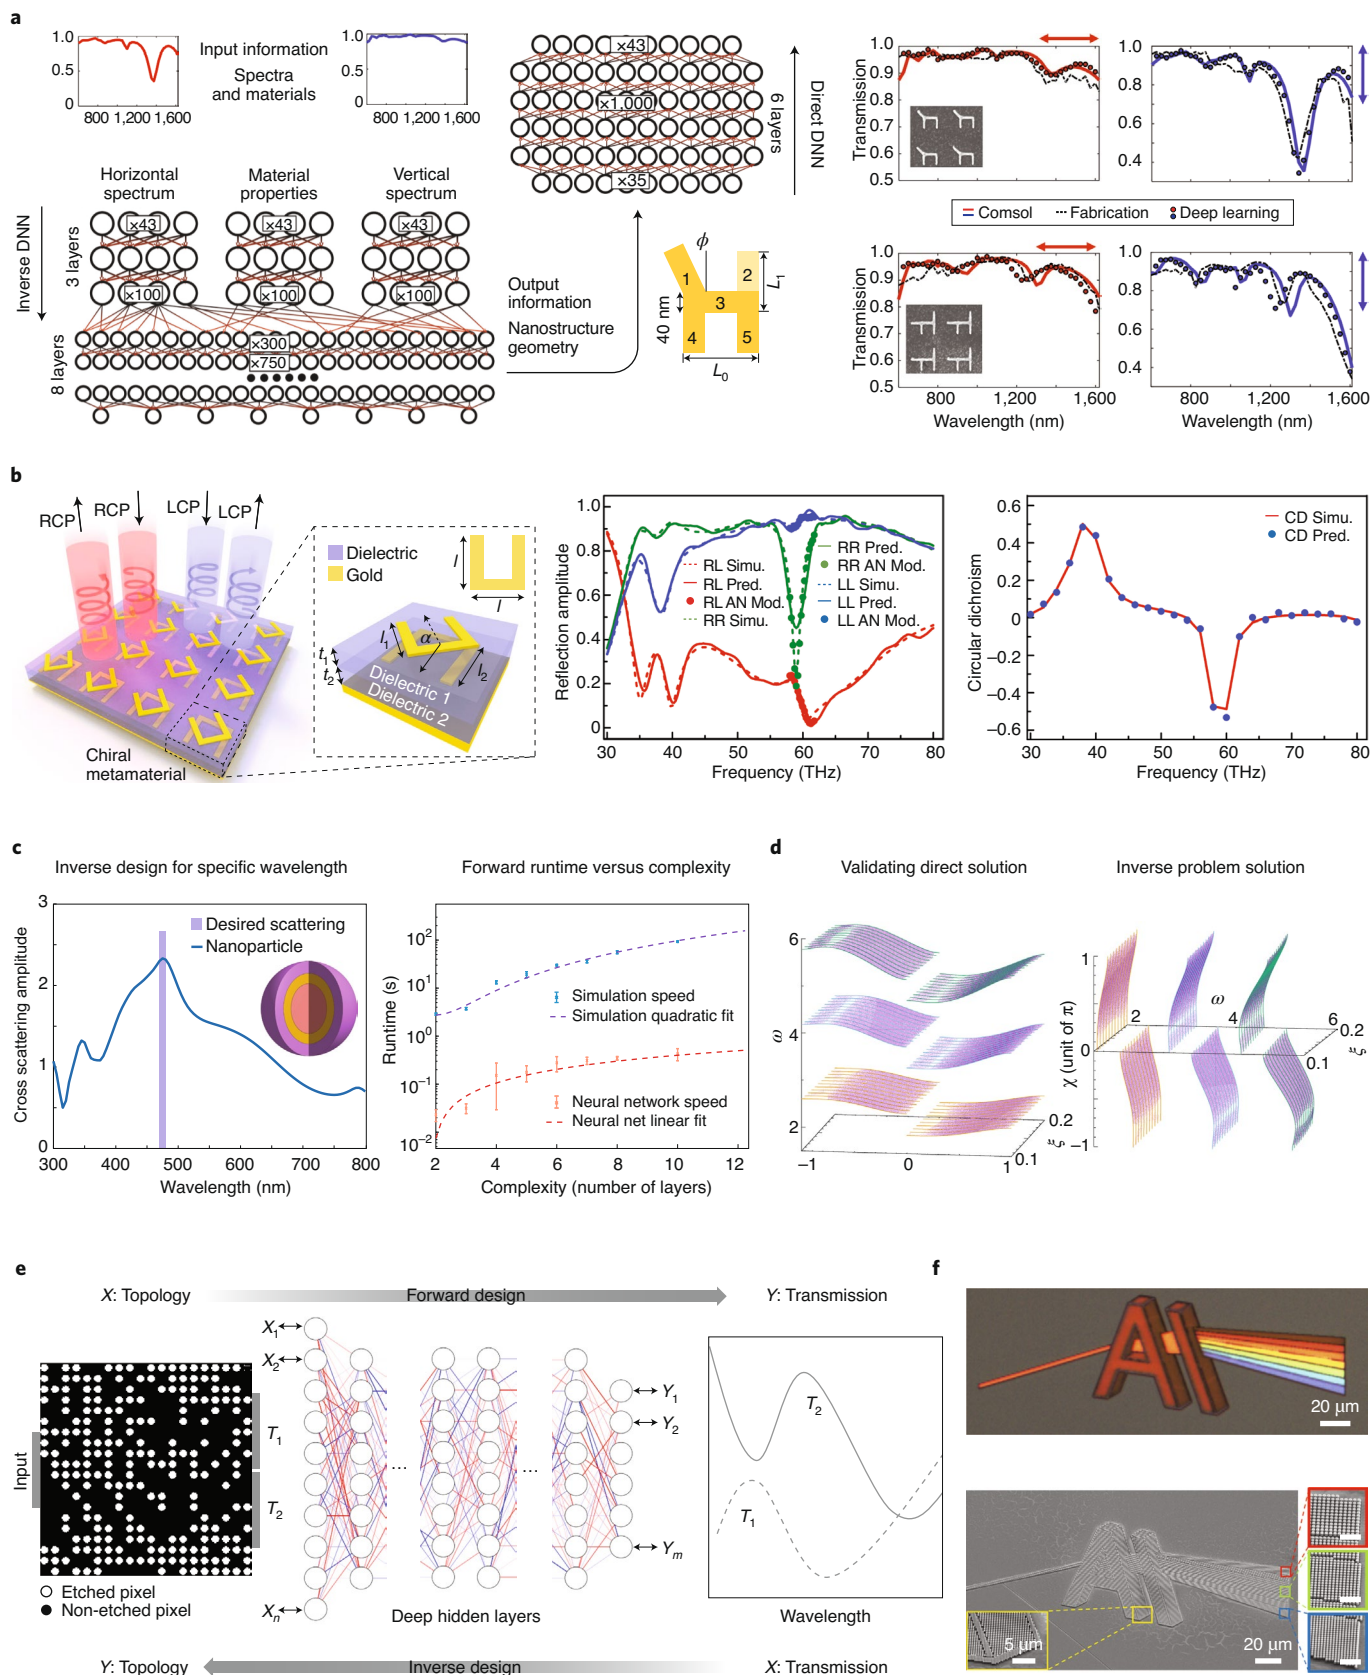 a
Input information
Spectra
and materials
1.0
0.5
0
800 1,200 1,600
1.0
0.5
0
800 1,200 1,600
Horizontal
spectrum
Material
properties
Vertical
spectrum
Inverse DNN
3 layers
8 layers
×43
×43
×43
×100
×100
×100
×300
×750
×43
×1,000
×35
6 layers
Direct DNN
Output
information
Nanostructure
geometry
ϕ
1
2
3
4
5
L1
40 nm
L0
Transmission
1.0
0.9
0.8
0.7
0.6
0.5
1.0
0.8
0.6
0.4
Comsol
Fabrication
Deep learning
Transmission
1.0
0.9
0.8
0.7
0.6
0.5
800 1,200 1,600
Wavelength (nm)
1.0
0.8
0.6
0.4
800 1,200 1,600
Wavelength (nm)
b
RCP
RCP
LCP
LCP
Chiral
metamaterial
Dielectric
Gold
l
l
l1
α
l2
t1
t2
Dielectric 1
Dielectric 2
Reflection amplitude
1.0
0.8
0.6
0.4
0.2
0
30 40 50 60 70 80
Frequency (THz)
RL Simu.
RL Pred.
RL AN Mod.
RR Simu.
RR Pred.
RR AN Mod.
LL Simu.
LL Pred.
LL AN Mod.
Circular dichroism
0.6
0.4
0.2
0
−0.2
−0.4
−0.6
30 40 50 60 70 80
Frequency (THz)
CD Simu.
CD Pred.
c
Inverse design for specific wavelength
Cross scattering amplitude
3
2
1
0
300 400 500 600 700 800
Wavelength (nm)
Desired scattering
Nanoparticle
Forward runtime versus complexity
Runtime (s)
10²
10¹
10⁰
10⁻¹
10⁻²
2 4 6 8 10 12
Complexity (number of layers)
Simulation speed
Simulation quadratic fit
Neural network speed
Neural net linear fit
d
Validating direct solution
ω
6
4
2
−1 0 1
0.1
0.2
ξ
Inverse problem solution
χ (unit of π)
1
0
−1
2
4
6
ω
0.2
0.1
ξ
e
X: Topology
Forward design
Y: Transmission
X1
X2
Xn
Input
T1
T2
Y1
Y2
Ym
...
...
T2
T1
Etched pixel
Non-etched pixel
Deep hidden layers
Wavelength
Y: Topology
Inverse design
X: Transmission
f
AI
20 μm
5 μm
20 μm